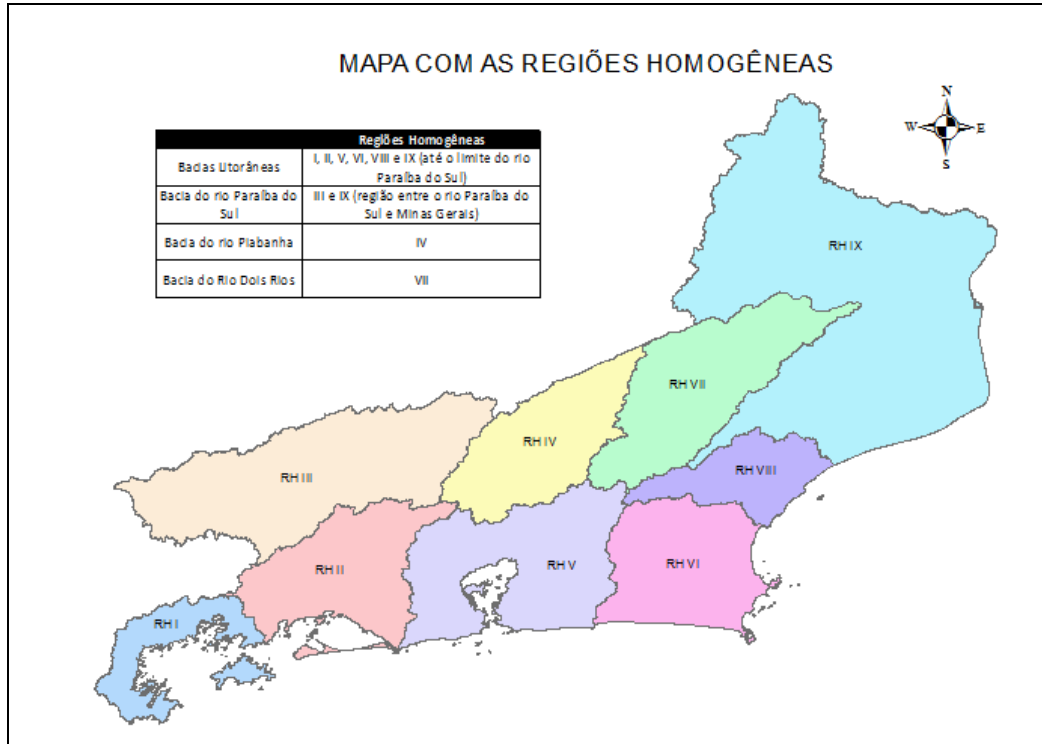 MAPA COM AS REGIÕES HOMOGÊNEAS
N
W E
S
Regiões Homogêneas
Bacias Litorâneas
I, II, V, VI, VIII e IX (até o limite do rio
Paraíba do Sul)
Bacia do rio Paraíba do
Sul
III e IX (região entre o rio Paraíba do
Sul e Minas Gerais)
Bacia do rio Piabanha
IV
Bacia do Rio Dois Rios
VII
RH IX
RH VII
RH IV
RH VIII
RH III
RH II
RH V
RH VI
RH I